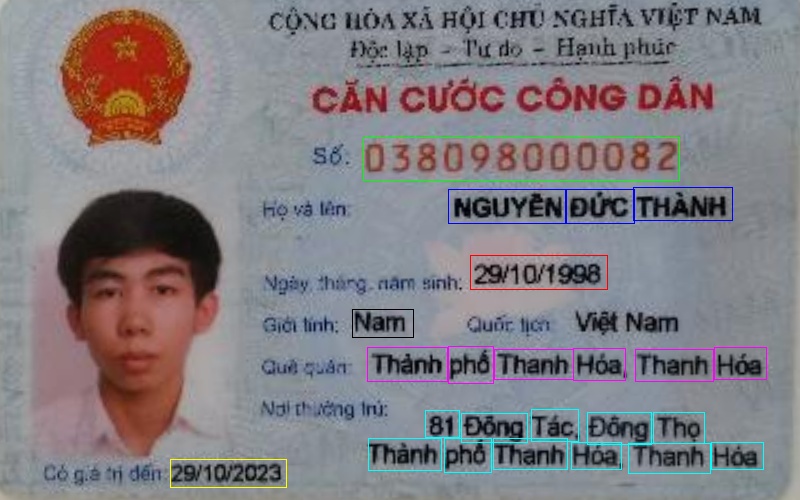 CỘNG HÒA XÃ HỘI CHỦ NGHĨA VIỆT NAM
Độc lập - Tự do - Hạnh phúc
CĂN CƯỚC CÔNG DÂN
Số: 038098000082
Họ và tên: NGUYỄN ĐỨC THÀNH
Ngày, tháng, năm sinh: 29/10/1998
Giới tính: Nam Quốc tịch: Việt Nam
Quê quán: Thành phố Thanh Hóa, Thanh Hóa
Nơi thường trú: 81 Đông Tác, Đông Thọ
Thành phố Thanh Hóa, Thanh Hóa
Có giá trị đến: 29/10/2023